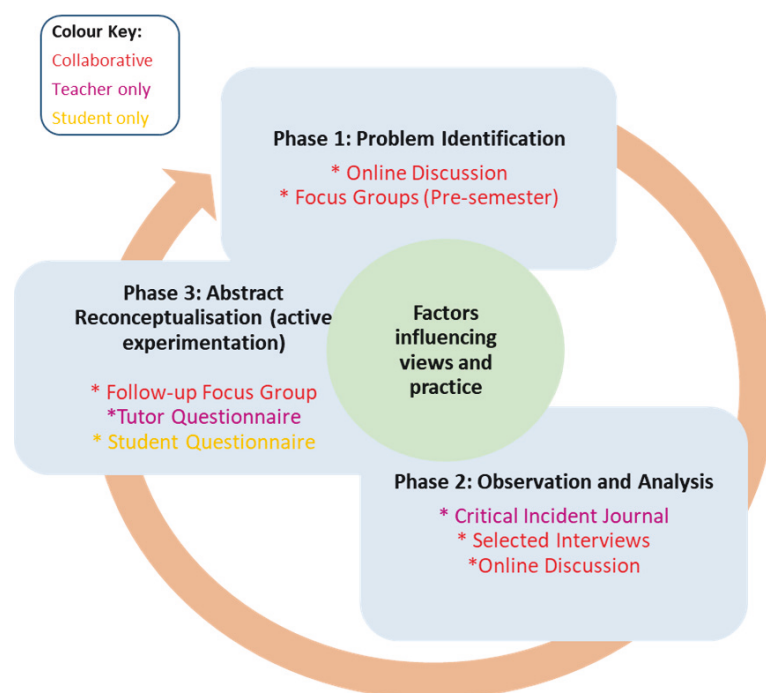 Colour Key:
Collaborative
Teacher only
Student only
Phase 1: Problem Identification
* Online Discussion
* Focus Groups (Pre-semester)
Phase 3: Abstract
Reconceptualisation (active
experimentation)
* Follow-up Focus Group
*Tutor Questionnaire
* Student Questionnaire
Factors
influencing
views and
practice
Phase 2: Observation and Analysis
* Critical Incident Journal
* Selected Interviews
*Online Discussion